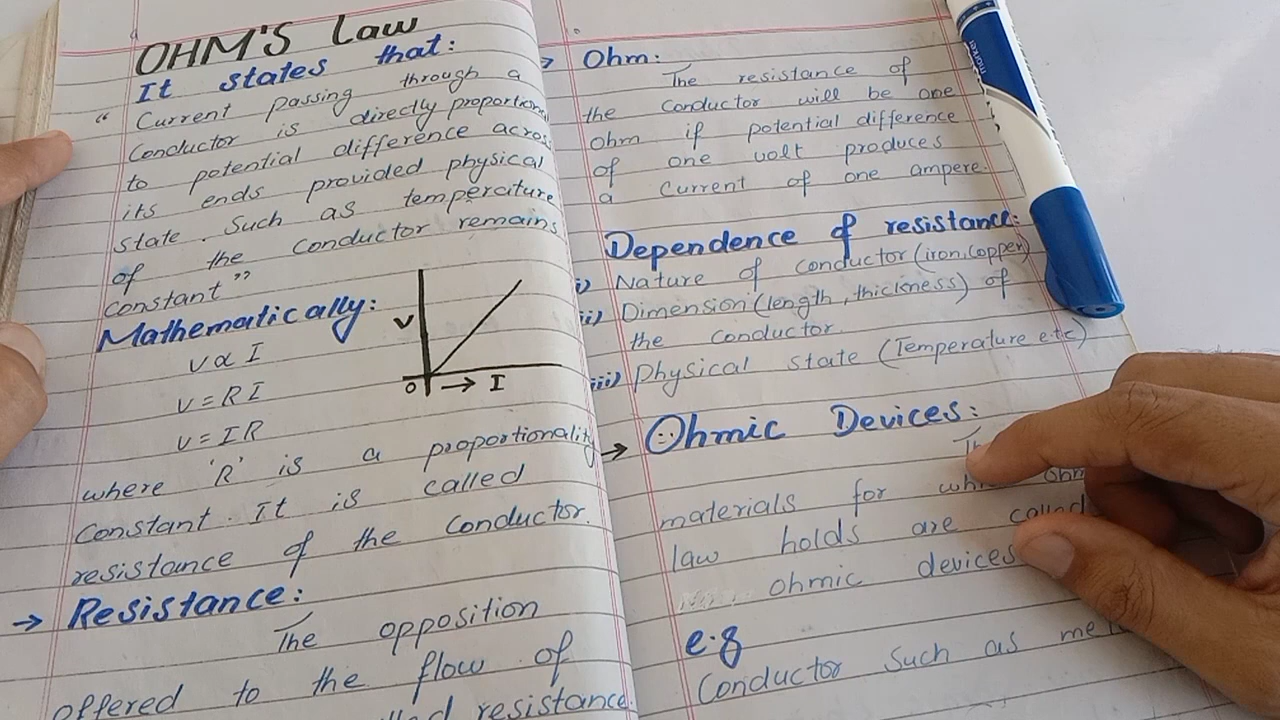 OHM'S Law
It states that:
“ Current passing through a
Conductor is directly proportion
to potential difference across
its ends provided physical
state. Such as temperature
of the conductor remains
constant ”
Mathematically:
V ∝ I
V = RI
V = IR
V
O → I
where 'R' is a proportionality
Constant. It is called
resistance of the conductor.
→ Resistance:
The opposition
offered to the flow of
resistance.
Ohm:
The resistance of
the conductor will be one
Ohm if potential difference
of one volt produces
a current of one ampere.
Dependence of resistance:
i) Nature of conductor (iron, Copper)
ii) Dimension (length, thickness) of
the conductor.
iii) Physical state (Temperature etc)
→ Ohmic Devices:
materials for ohm
law holds are
ohmic devices
e.g
Conductor such as
marker